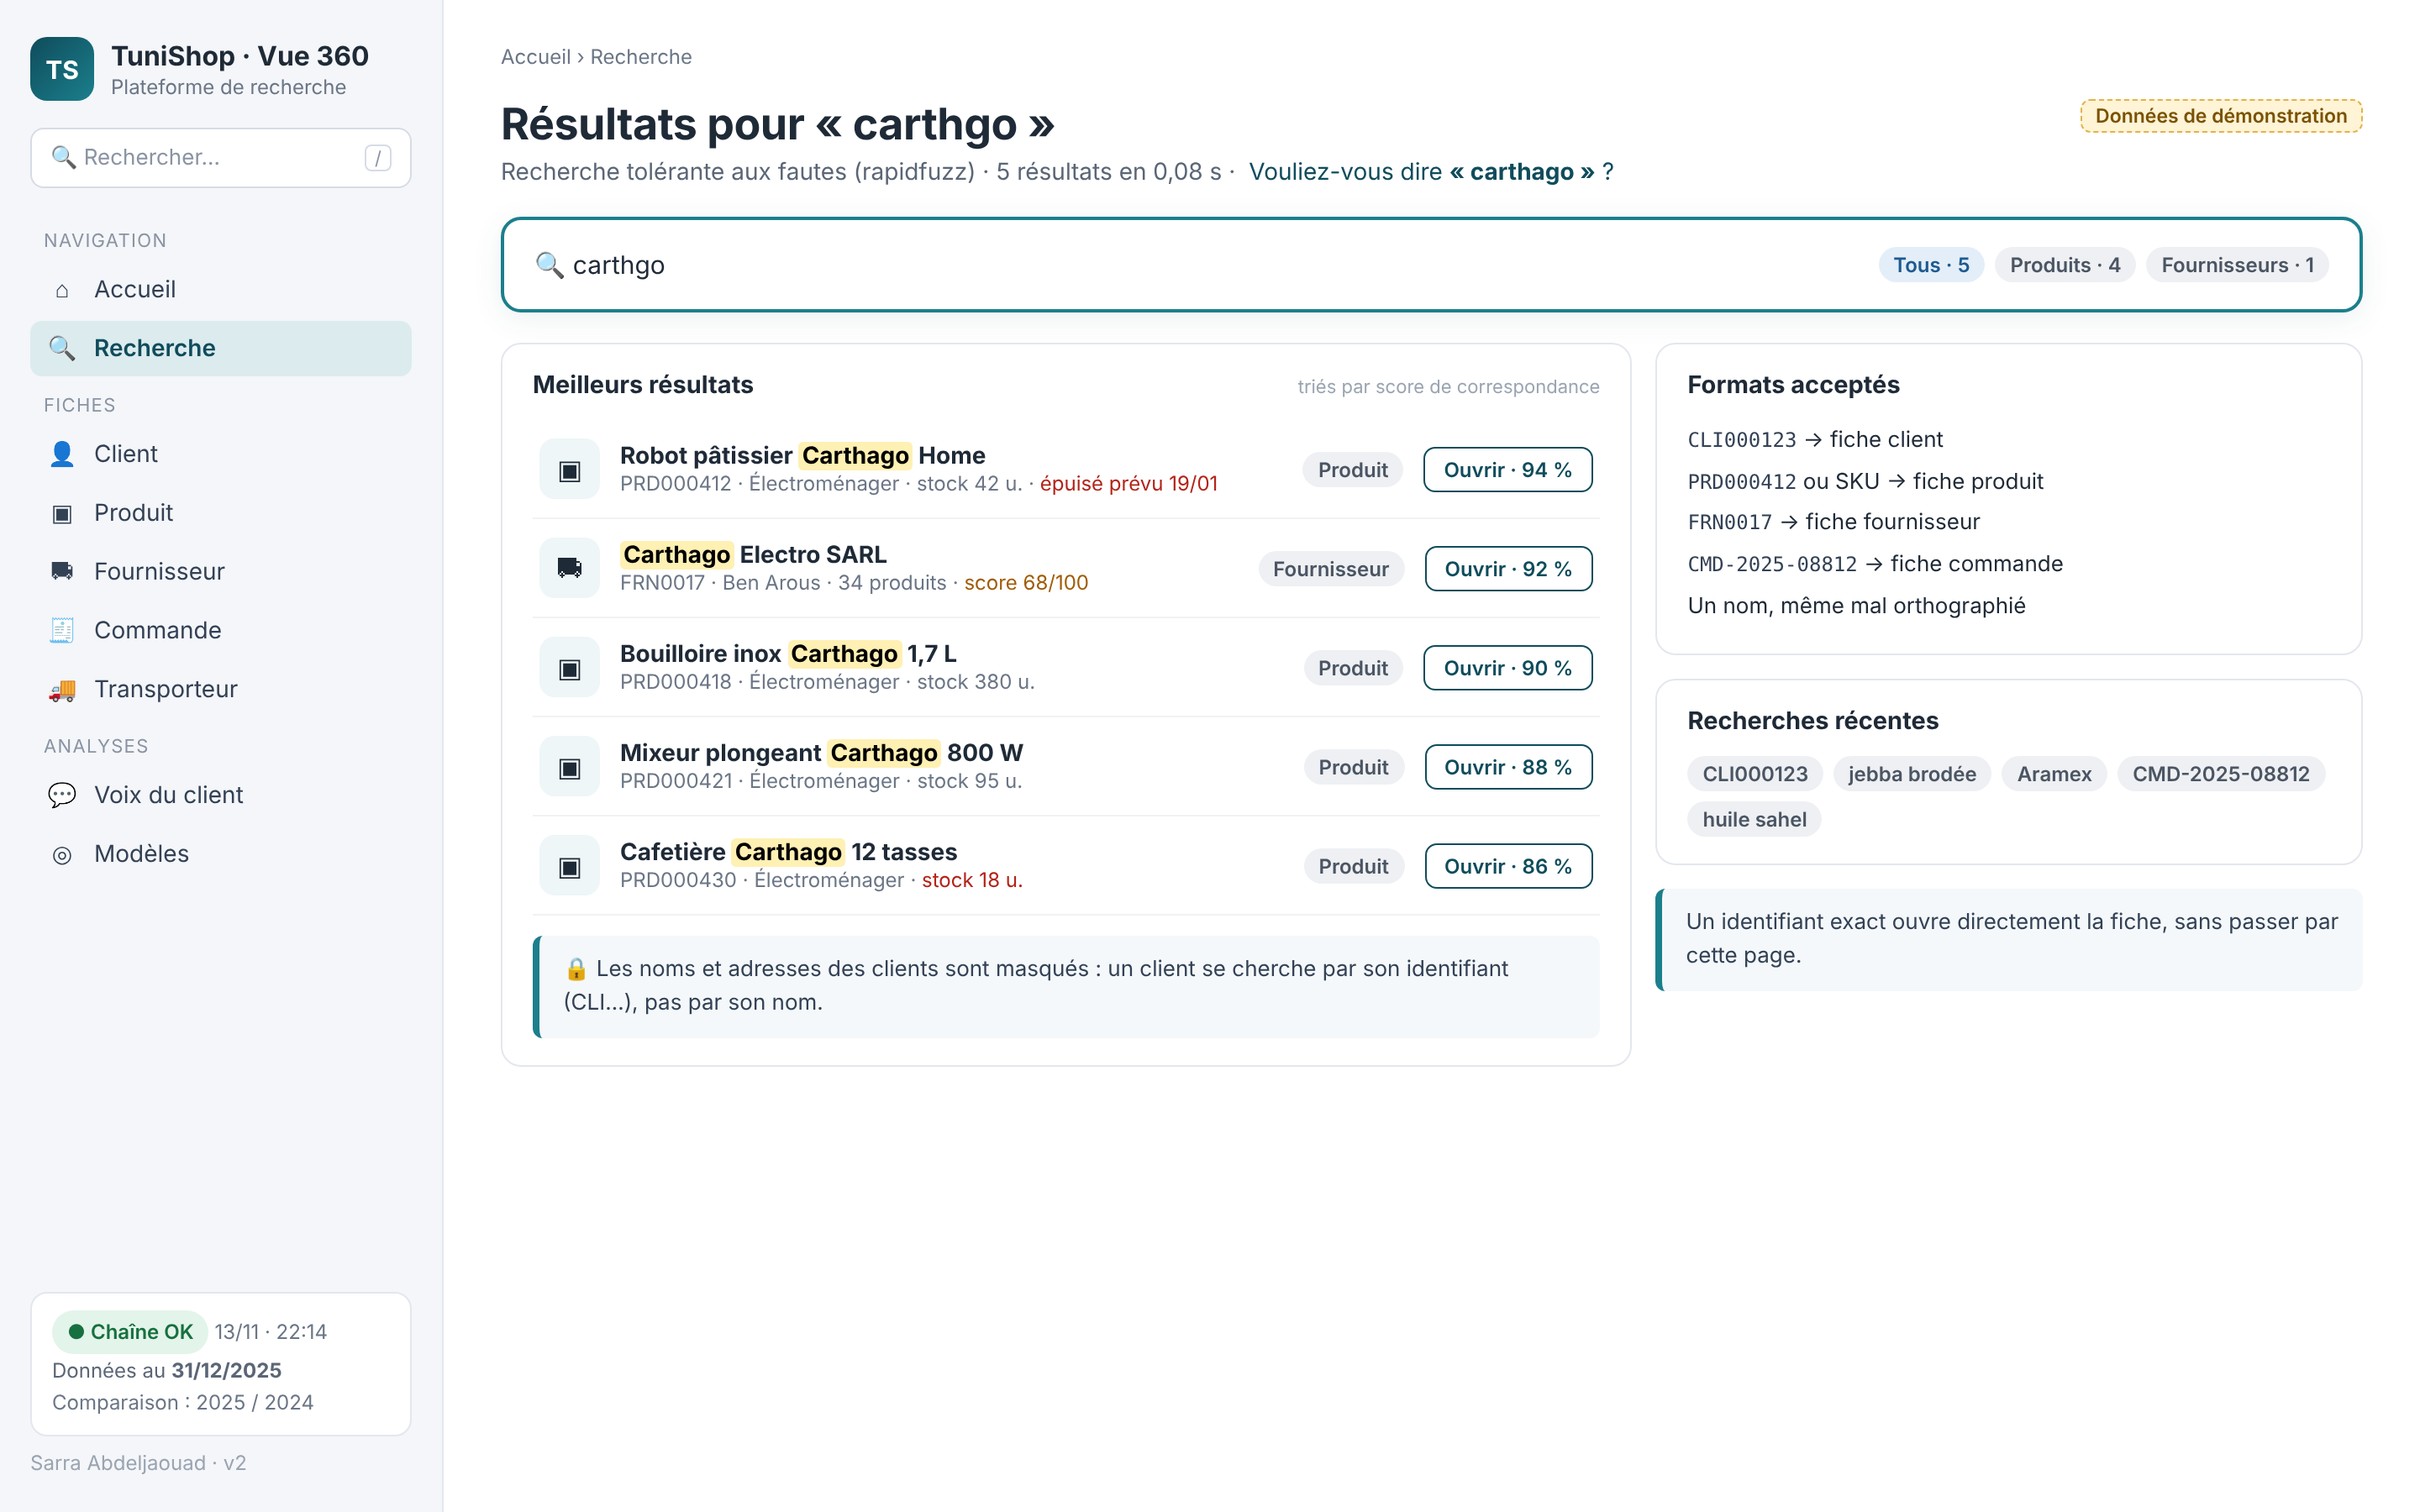 TS
TuniShop · Vue 360
Plateforme de recherche
🔍 Rechercher... /
NAVIGATION
Accueil
Recherche
FICHES
Client
Produit
Fournisseur
Commande
Transporteur
ANALYSES
Voix du client
Modèles
Chaîne OK 13/11 · 22:14
Données au 31/12/2025
Comparaison : 2025 / 2024
Sarra Abdeljaouad · v2
Accueil › Recherche
Résultats pour « carthgo »
Données de démonstration
Recherche tolérante aux fautes (rapidfuzz) · 5 résultats en 0,08 s · Vouliez-vous dire « carthago » ?
🔍 carthgo
Tous · 5 Produits · 4 Fournisseurs · 1
Meilleurs résultats
triés par score de correspondance
Robot pâtissier Carthago Home
PRD000412 · Électroménager · stock 42 u. · épuisé prévu 19/01
Produit Ouvrir · 94 %
Carthago Electro SARL
FRN0017 · Ben Arous · 34 produits · score 68/100
Fournisseur Ouvrir · 92 %
Bouilloire inox Carthago 1,7 L
PRD000418 · Électroménager · stock 380 u.
Produit Ouvrir · 90 %
Mixeur plongeant Carthago 800 W
PRD000421 · Électroménager · stock 95 u.
Produit Ouvrir · 88 %
Cafetière Carthago 12 tasses
PRD000430 · Électroménager · stock 18 u.
Produit Ouvrir · 86 %
🔒 Les noms et adresses des clients sont masqués : un client se cherche par son identifiant
(CLI...), pas par son nom.
Formats acceptés
CLI000123 → fiche client
PRD000412 ou SKU → fiche produit
FRN0017 → fiche fournisseur
CMD-2025-08812 → fiche commande
Un nom, même mal orthographié
Recherches récentes
CLI000123 jebba brodée Aramex CMD-2025-08812
huile sahel
Un identifiant exact ouvre directement la fiche, sans passer par
cette page.